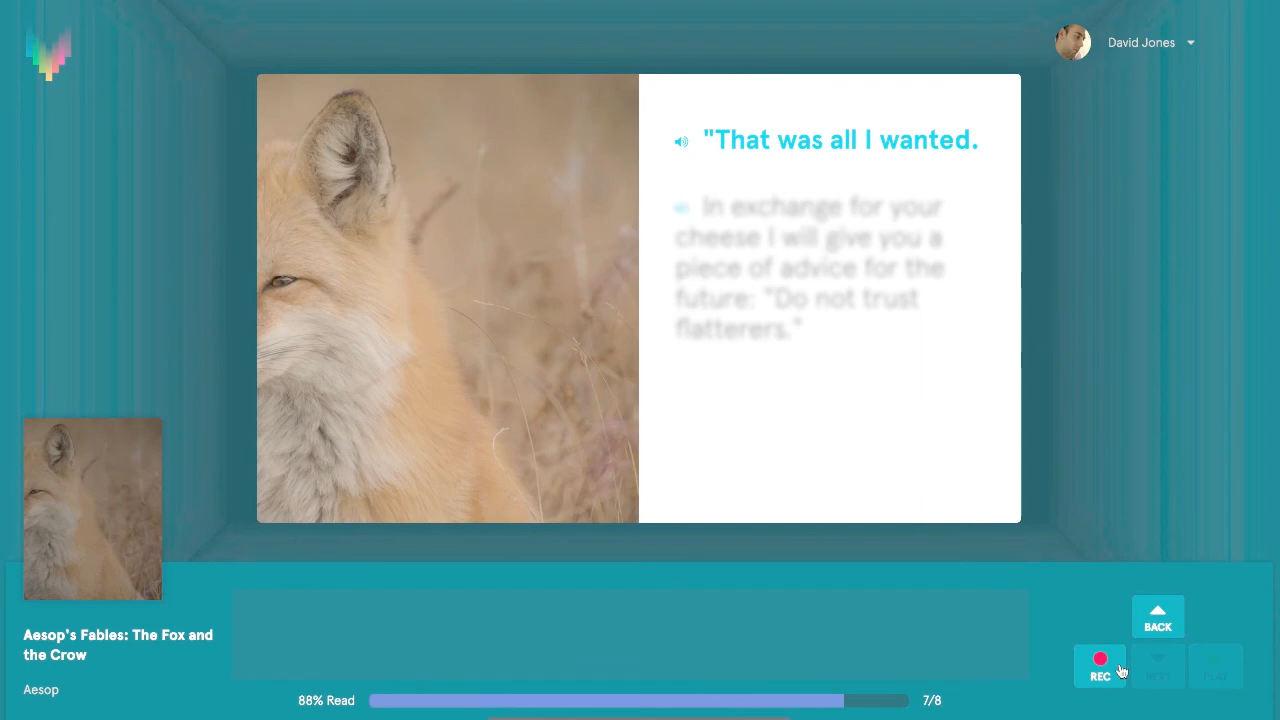 David Jones
"That was all I wanted.
In exchange for your
cheese I will give you a
piece of advice for the
future: "Do not trust
flatterers."
Aesop's Fables: The Fox and
the Crow
Aesop
88% Read
7/8
BACK
REC
NEXT
PLAY